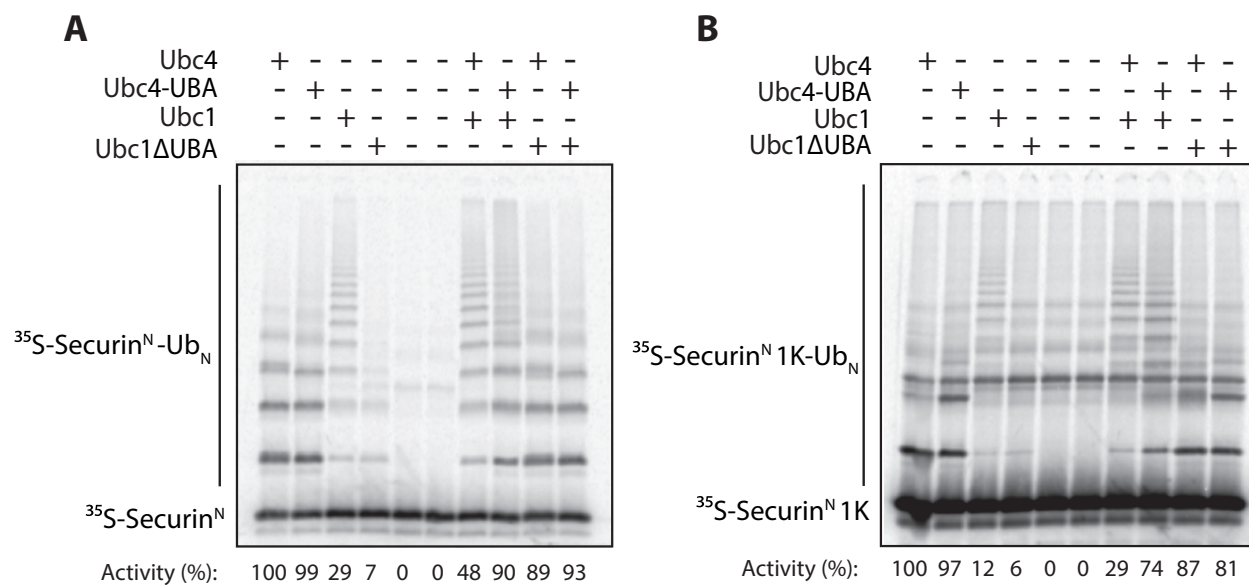 A
Ubc4 + - - - - - + - + -
Ubc4-UBA - + - - - - - + - +
Ubc1 - - + - - - + + - -
Ubc1ΔUBA - - - + - - - - + +
³⁵S-Securinᴺ-Ub_N
³⁵S-Securinᴺ
Activity (%): 100 99 29 7 0 0 48 90 89 93
B
Ubc4 + - - - - - + - + -
Ubc4-UBA - + - - - - - + - +
Ubc1 - - + - - - + + - -
Ubc1ΔUBA - - - + - - - - + +
³⁵S-Securinᴺ 1K-Ub_N
³⁵S-Securinᴺ 1K
Activity (%): 100 97 12 6 0 0 29 74 87 81